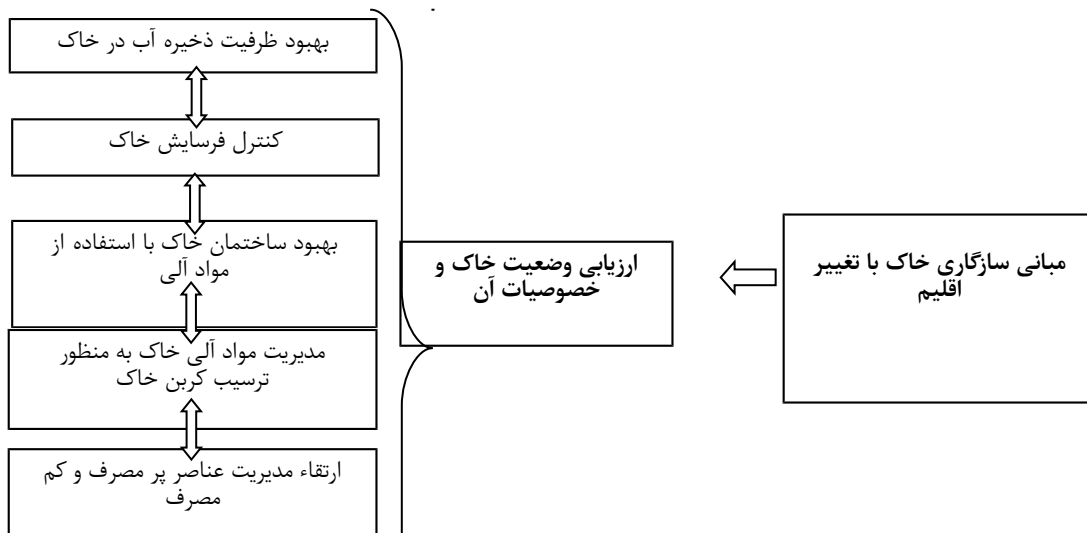 مبانی سازگاری خاک با تغییر
اقلیم
ارزیابی وضعیت خاک و
خصوصیات آن
بهبود ظرفیت ذخیره آب در خاک
کنترل فرسایش خاک
بهبود ساختمان خاک با استفاده از
مواد آلی
مدیریت مواد آلی خاک به منظور
ترسیب کربن خاک
ارتقاء مدیریت عناصر پر مصرف و کم
مصرف